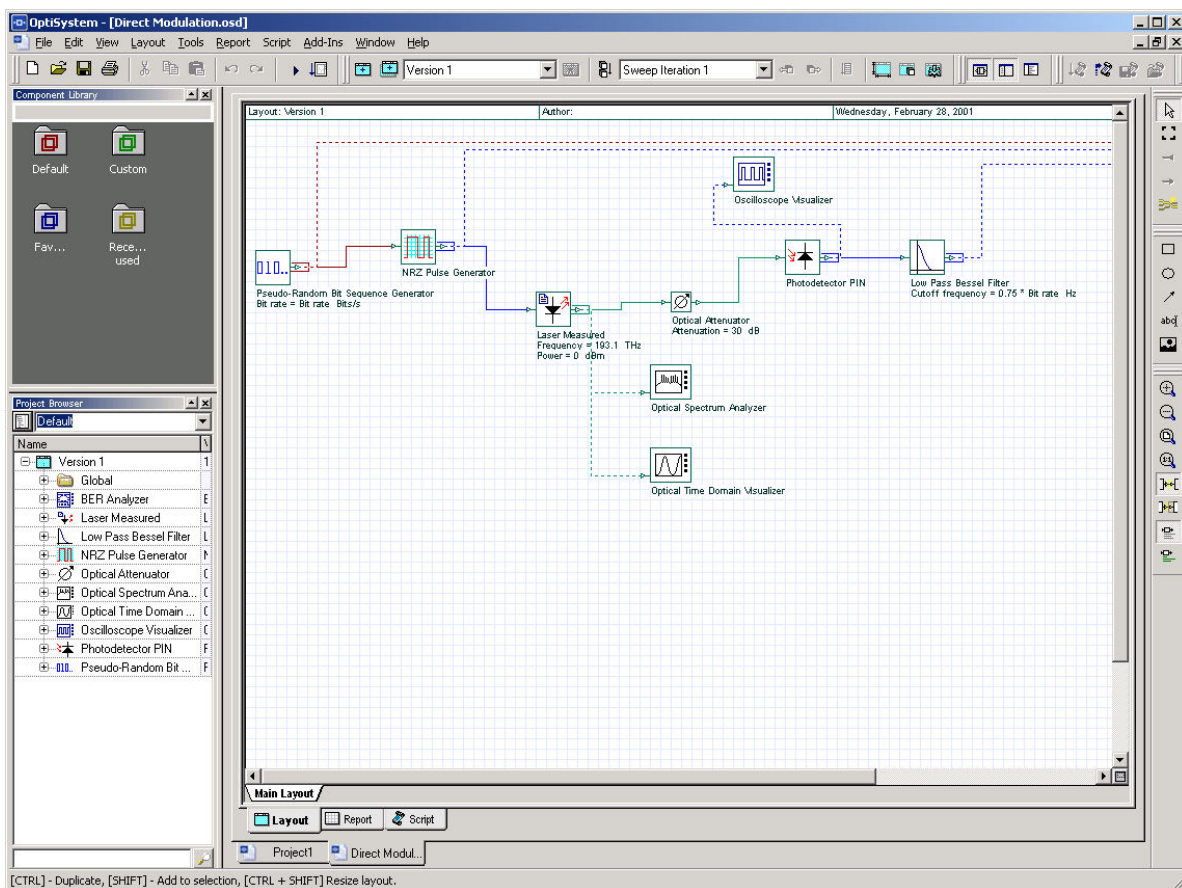 OptiSystem - [Direct Modulation.osd]
File Edit View Layout Tools Report Script Add-Ins Window Help
Version 1
Sweep Iteration 1
Component Library
Default
Custom
Fav...
Rece... used
Project Browser
Default
Name
Version 1
Global
BER Analyzer
Laser Measured
Low Pass Bessel Filter
NRZ Pulse Generator
Optical Attenuator
Optical Spectrum Ana...
Optical Time Domain ...
Oscilloscope Visualizer
Photodetector PIN
Pseudo-Random Bit ...
Layout: Version 1
Author:
Wednesday, February 28, 2001
Oscilloscope Visualizer
NRZ Pulse Generator
010..
Pseudo-Random Bit Sequence Generator
Bit rate = Bit rate Bits/s
Photodetector PIN
Low Pass Bessel Filter
Cutoff frequency = 0.75 * Bit rate Hz
Laser Measured
Frequency = 193.1 THz
Power = 0 dBm
Optical Attenuator
Attenuation = 30 dB
Optical Spectrum Analyzer
Optical Time Domain Visualizer
Main Layout
Layout
Report
Script
Project1
Direct Modul...
[CTRL] - Duplicate, [SHIFT] - Add to selection, [CTRL + SHIFT] Resize layout.